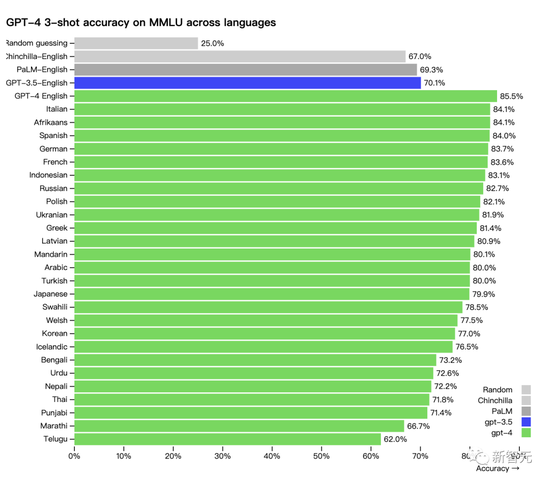 GPT-4 3-shot accuracy on MMLU across languages
Random guessing 25.0%
Chinchilla-English 67.0%
PaLM-English 69.3%
GPT-3.5-English 70.1%
GPT-4 English 85.5%
Italian 84.1%
Afrikaans 84.1%
Spanish 84.0%
German 83.7%
French 83.6%
Indonesian 83.1%
Russian 82.7%
Polish 82.1%
Ukranian 81.9%
Greek 81.4%
Latvian 80.9%
Mandarin 80.1%
Arabic 80.0%
Turkish 80.0%
Japanese 79.9%
Swahili 78.5%
Welsh 77.5%
Korean 77.0%
Icelandic 76.5%
Bengali 73.2%
Urdu 72.6%
Nepali 72.2%
Thai 71.8%
Punjabi 71.4%
Marathi 66.7%
Telugu 62.0%
Random
Chinchilla
PaLM
gpt-3.5
gpt-4
0% 10% 20% 30% 40% 50% 60% 70% 80% 90%
新智元
Accuracy →